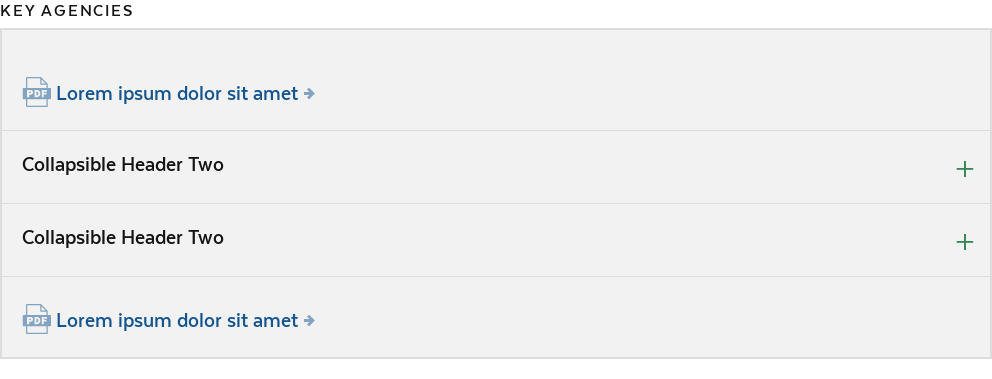 KEY AGENCIES
PDF Lorem ipsum dolor sit amet
Collapsible Header Two
Collapsible Header Two
PDF Lorem ipsum dolor sit amet